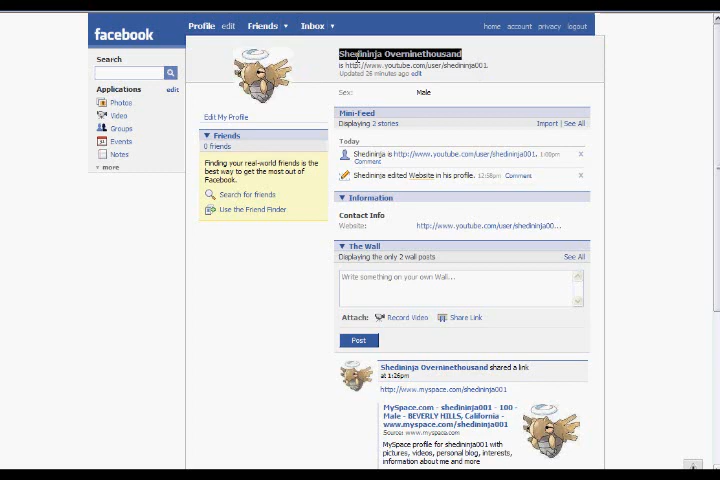 facebook
Profile edit Friends Inbox home account privacy logout
Search
Applications edit
Photos
Video
Groups
Events
Notes
more
Edit My Profile
Friends
0 friends
Finding your real-world friends is the
best way to get the most out of
Facebook.
Search for friends
Use the Friend Finder
Shedininja Overninethousand
is http://www.youtube.com/user/shedininja001.
Updated 26 minutes ago edit
Sex: Male
Mini-Feed
Displaying 2 stories Import | See All
Today
Shedininja is http://www.youtube.com/user/shedininja001. 1:00pm x
Comment
Shedininja edited Website in his profile. 12:58pm Comment x
Information
Contact Info
Website: http://www.youtube.com/user/shedininja00...
The Wall
Displaying the only 2 wall posts See All
Write something on your own Wall...
Attach: Record Video Share Link
Post
Shedininja Overninethousand shared a link
at 1:26pm
http://www.myspace.com/shedininja001
MySpace.com - shedininja001 - 100 -
Male - BEVERLY HILLS, California -
www.myspace.com/shedininja001
Source: www.myspace.com
MySpace profile for shedininja001 with
pictures, videos, personal blog, interests,
information about me and more